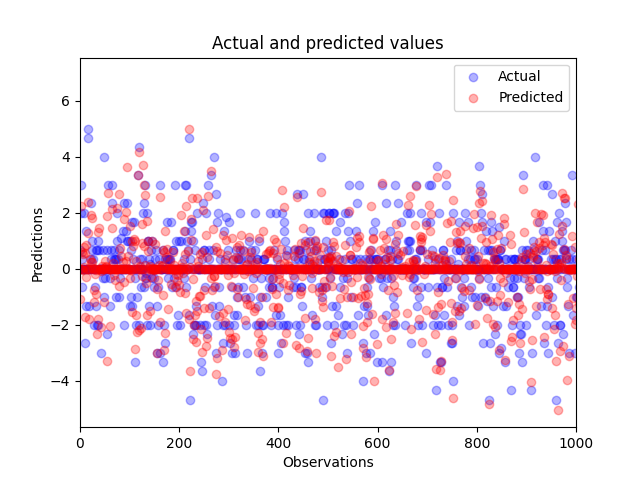 Actual and predicted values
Actual
Predicted
Predictions
6
4
2
0
−2
−4
0
200
400
600
800
1000
Observations